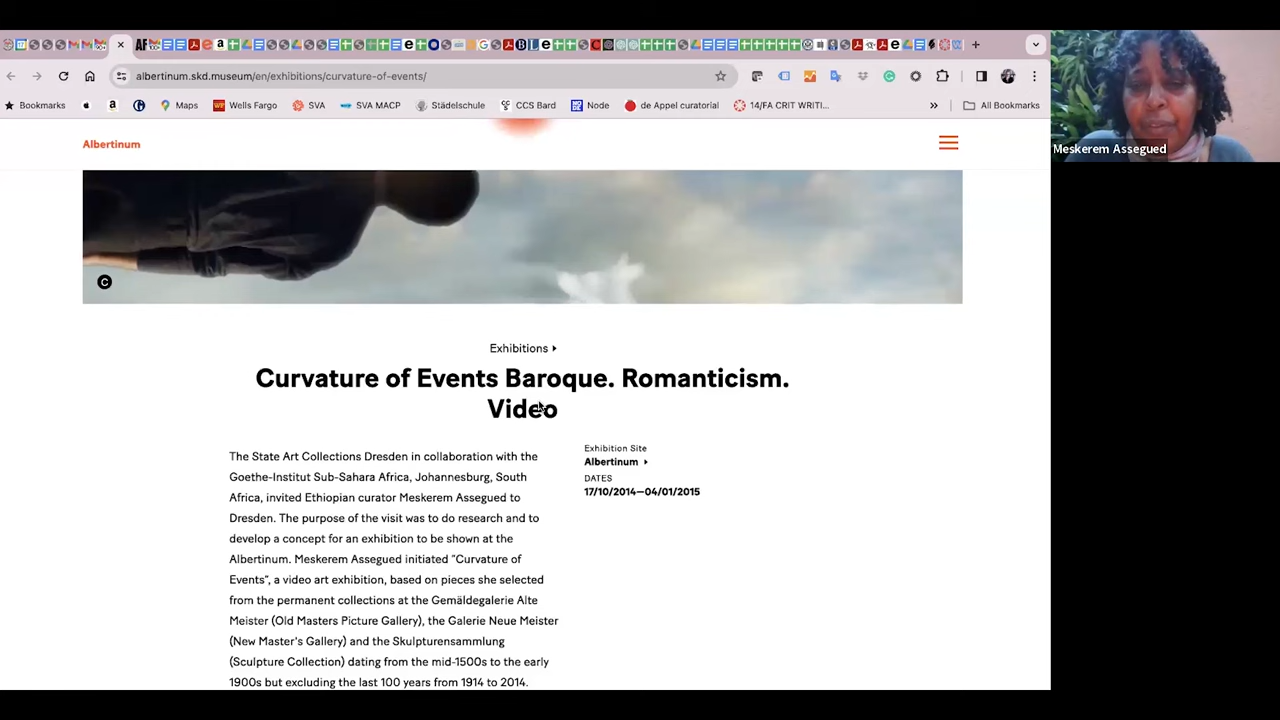 albertinum.skd.museum/en/exhibitions/curvature-of-events/
Bookmarks
Maps
Wells Fargo
SVA
SVA MACP
Städelschule
CCS Bard
Node
de Appel curatorial
14/FA CRIT WRITI...
»
All Bookmarks
Meskerem Assegued
Albertinum
C
Exhibitions
Curvature of Events Baroque. Romanticism.
Video
The State Art Collections Dresden in collaboration with the
Goethe-Institut Sub-Sahara Africa, Johannesburg, South
Africa, invited Ethiopian curator Meskerem Assegued to
Dresden. The purpose of the visit was to do research and to
develop a concept for an exhibition to be shown at the
Albertinum. Meskerem Assegued initiated "Curvature of
Events", a video art exhibition, based on pieces she selected
from the permanent collections at the Gemäldegalerie Alte
Meister (Old Masters Picture Gallery), the Galerie Neue Meister
(New Master's Gallery) and the Skulpturensammlung
(Sculpture Collection) dating from the mid-1500s to the early
1900s but excluding the last 100 years from 1914 to 2014.
Exhibition Site
Albertinum
DATES
17/10/2014—04/01/2015